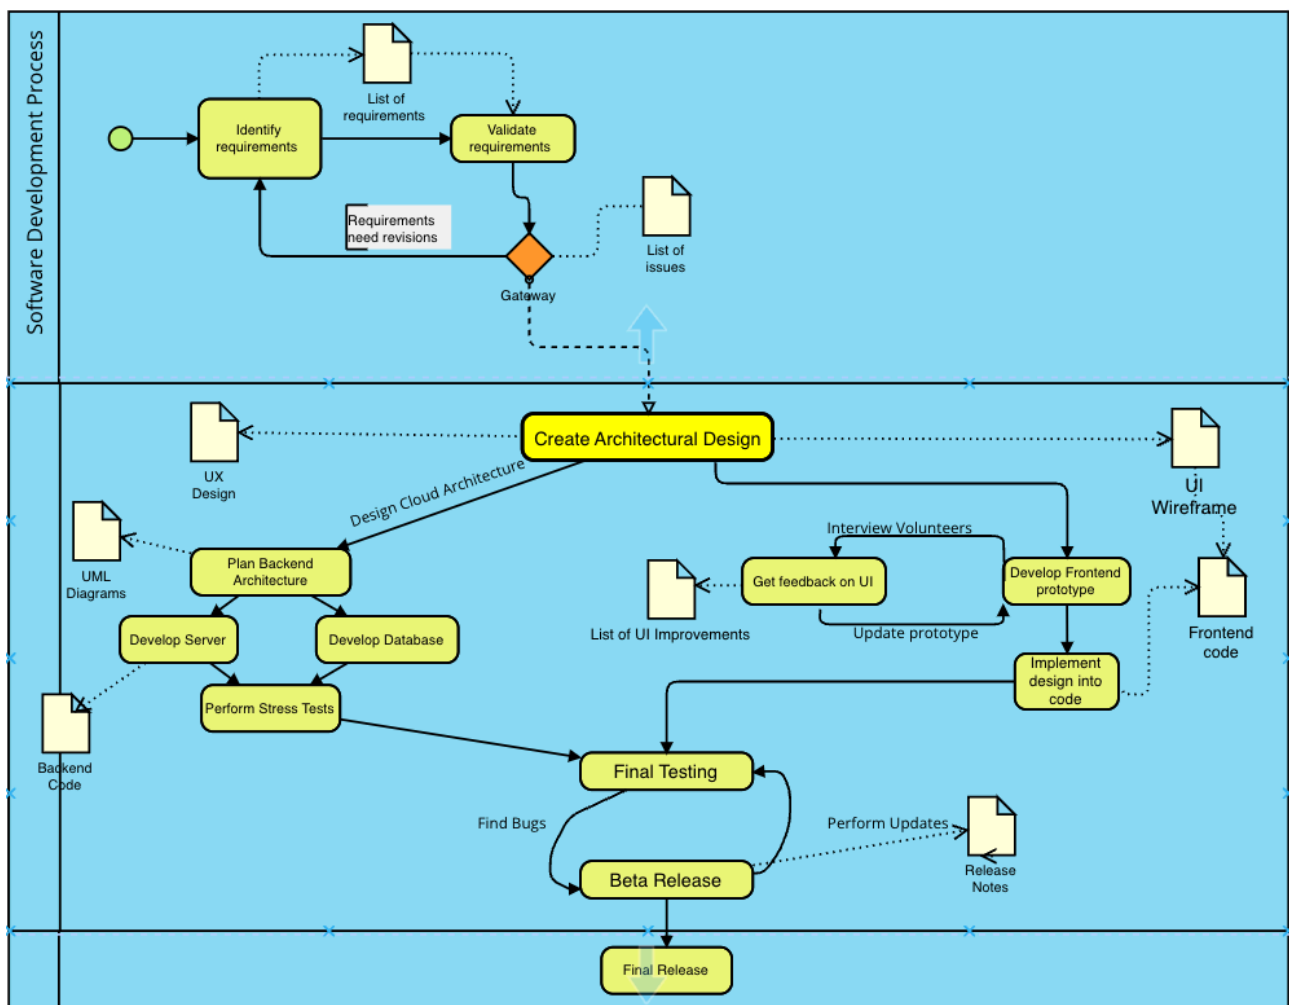 Software Development Process
List of
requirements
Identify
requirements
Validate
requirements
Requirements
need revisions
List of
issues
Gateway
Create Architectural Design
UX
Design
UI
Wireframe
Design Cloud Architecture
UML
Diagrams
Plan Backend
Architecture
Interview Volunteers
Get feedback on UI
Develop Frontend
prototype
List of UI Improvements
Update prototype
Frontend
code
Develop Server
Develop Database
Implement
design into
code
Perform Stress Tests
Backend
Code
Final Testing
Find Bugs
Perform Updates
Beta Release
Release
Notes
Final Release